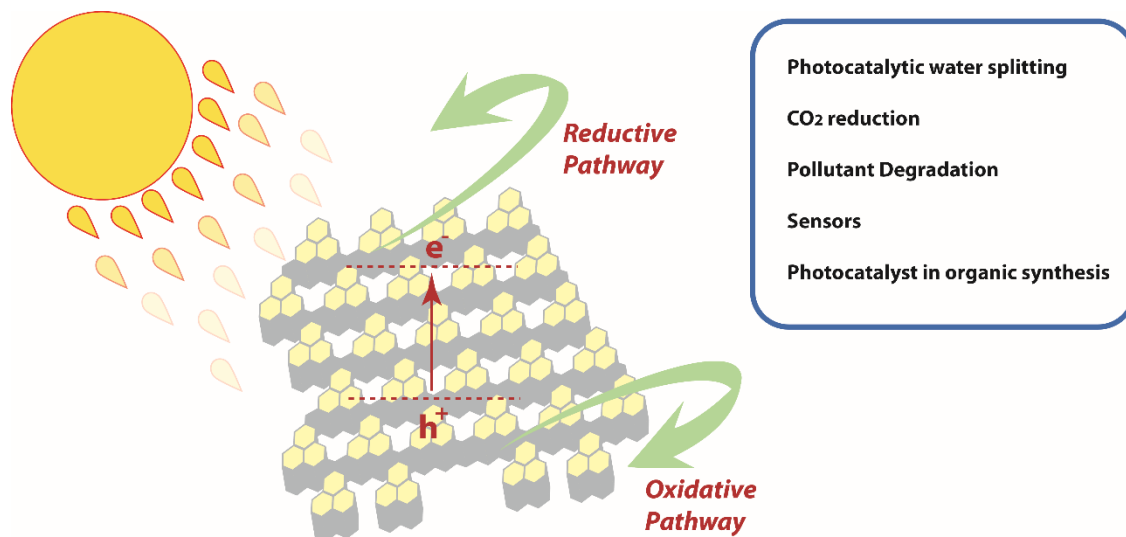 Reductive
Pathway
e⁻
h⁺
Oxidative
Pathway
Photocatalytic water splitting
CO₂ reduction
Pollutant Degradation
Sensors
Photocatalyst in organic synthesis